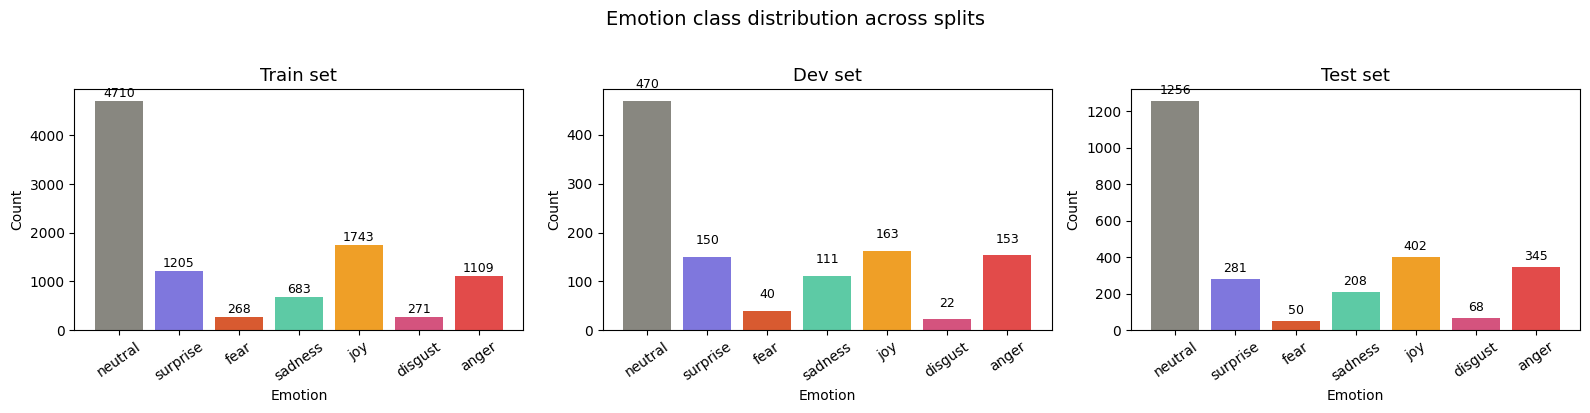 Emotion class distribution across splits
Train set
4710
1205
268
683
1743
271
1109
4000
3000
2000
1000
0
Count
neutral
surprise
fear
sadness
joy
disgust
anger
Emotion
Dev set
470
150
40
111
163
22
153
400
300
200
100
0
Count
neutral
surprise
fear
sadness
joy
disgust
anger
Emotion
Test set
1256
281
50
208
402
68
345
1200
1000
800
600
400
200
0
Count
neutral
surprise
fear
sadness
joy
disgust
anger
Emotion